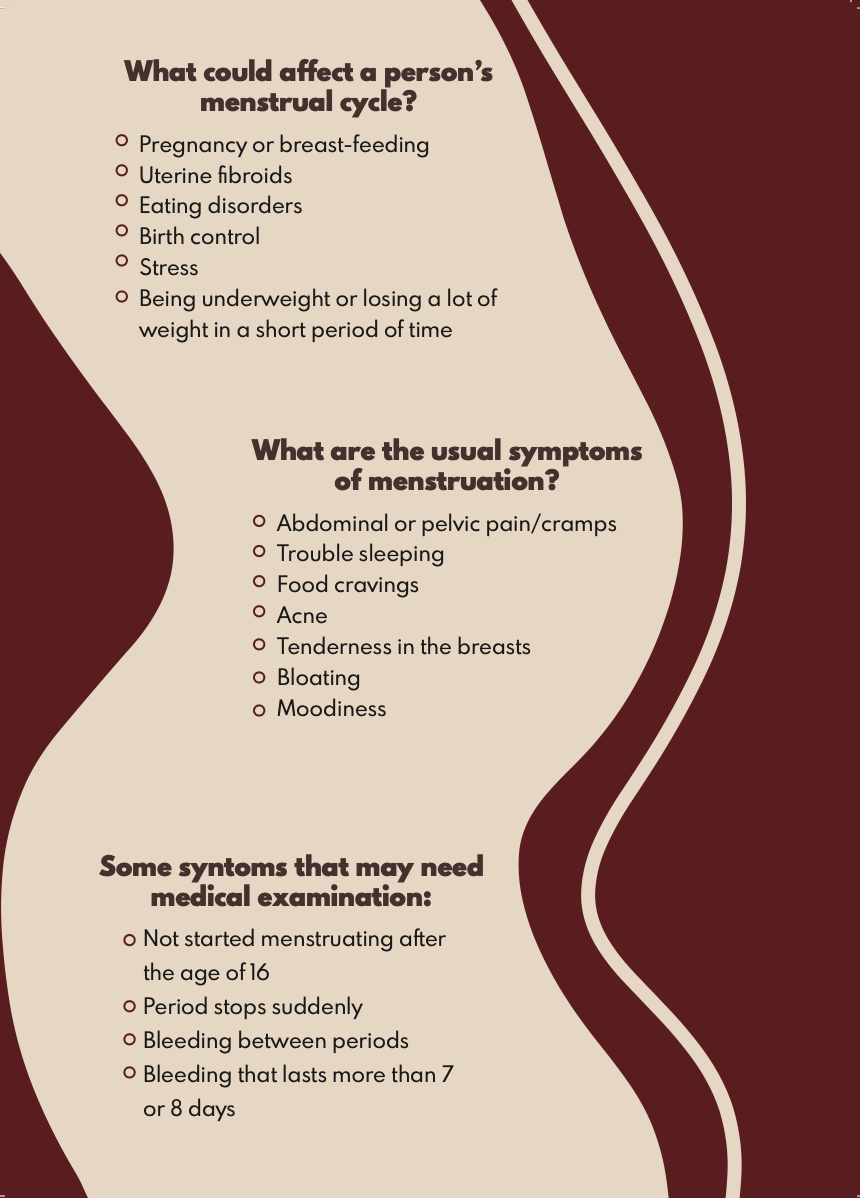 What could affect a person’s
menstrual cycle?
Pregnancy or breast-feeding
Uterine fibroids
Eating disorders
Birth control
Stress
Being underweight or losing a lot of
weight in a short period of time
What are the usual symptoms
of menstruation?
Abdominal or pelvic pain/cramps
Trouble sleeping
Food cravings
Acne
Tenderness in the breasts
Bloating
Moodiness
Some syntoms that may need
medical examination:
Not started menstruating after
the age of 16
Period stops suddenly
Bleeding between periods
Bleeding that lasts more than 7
or 8 days